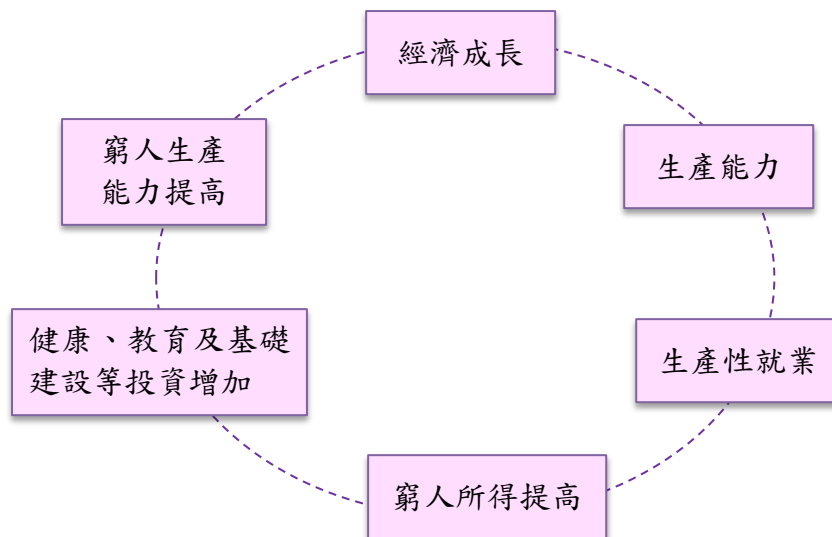 經濟成長
生產能力
生產性就業
窮人所得提高
健康、教育及基礎
建設等投資增加
窮人生產
能力提高